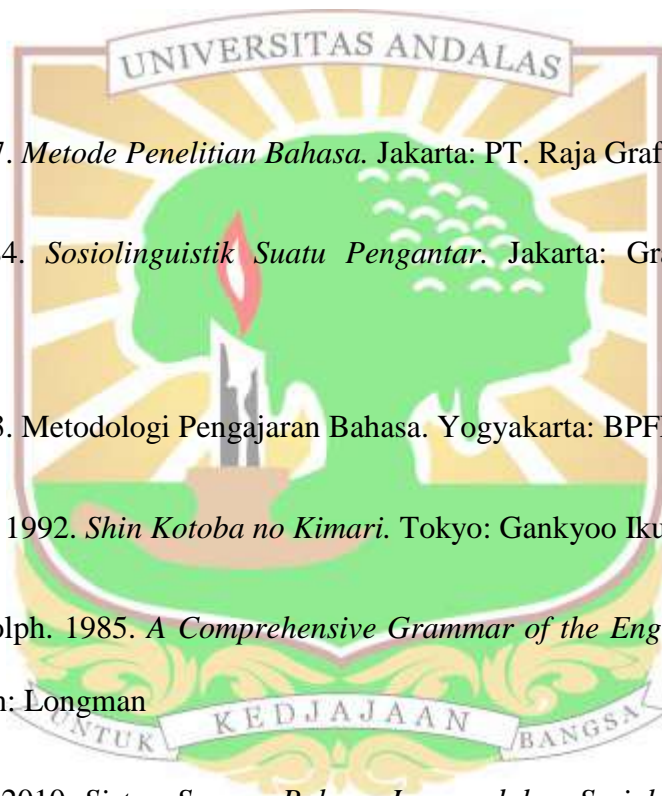 UNIVERSITAS ANDALAS
7. Metode Penelitian Bahasa. Jakarta: PT. Raja Graf
4. Sosiolinguistik Suatu Pengantar. Jakarta: Gr
3. Metodologi Pengajaran Bahasa. Yogyakarta: BPF
1992. Shin Kotoba no Kimari. Tokyo: Gankyoo Iku
olph. 1985. A Comprehensive Grammar of the Eng
n: Longman
UNTUK KEDJAJAAN BANGSA